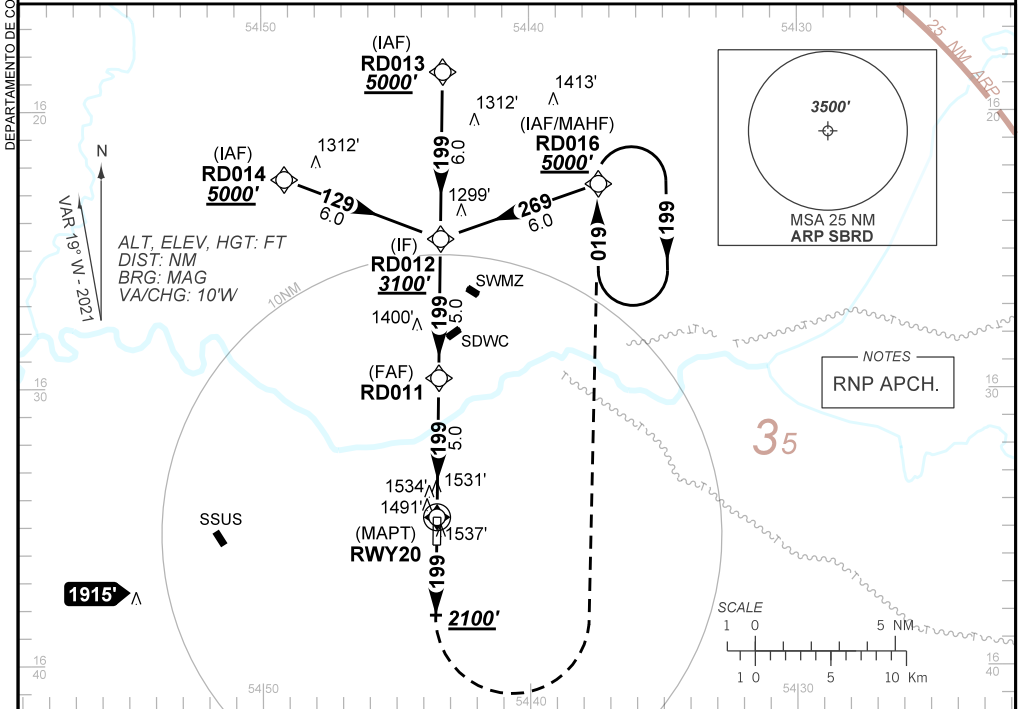 DEPARTAMENTO DE CO
54 50
54 40
54 30
25 NM ARP
(IAF)
RD013
5000'
1413'
1312'
16
20
16
20
3500'
MSA 25 NM
ARP SBRD
(IAF/MAHF)
RD016
5000'
1312'
(IAF)
RD014
5000'
N
VAR 19° W - 2021
199
6.0
129
6.0
1299'
269
6.0
199
019
ALT, ELEV, HGT: FT
DIST: NM
BRG: MAG
VA/CHG: 10'W
(IF)
RD012
3100'
10NM
SWMZ
199
5.0
1400'
SDWC
(FAF)
RD011
NOTES
RNP APCH.
16
30
16
30
199
5.0
35
1534'
1531'
1491'
1537'
(MAPT)
RWY20
SSUS
199
1915'
2100'
SCALE
1 0 5 NM
1 0 5 10 Km
16
40
16
40
54 50
54 40
54 30